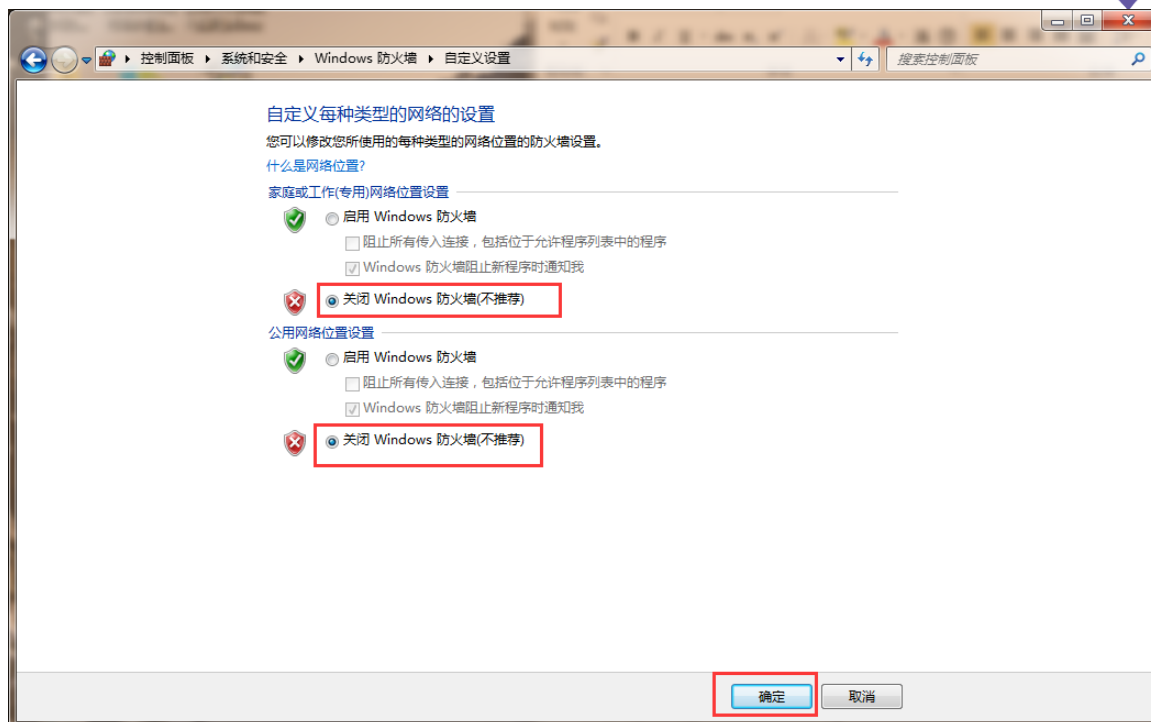 控制面板 系统和安全 Windows 防火墙 自定义设置 搜索控制面板
自定义每种类型的网络的设置
您可以修改您所使用的每种类型的网络位置的防火墙设置。
什么是网络位置?
家庭或工作(专用)网络位置设置
启用 Windows 防火墙
阻止所有传入连接，包括位于允许程序列表中的程序
Windows 防火墙阻止新程序时通知我
关闭 Windows 防火墙(不推荐)
公用网络位置设置
启用 Windows 防火墙
阻止所有传入连接，包括位于允许程序列表中的程序
Windows 防火墙阻止新程序时通知我
关闭 Windows 防火墙(不推荐)
确定 取消